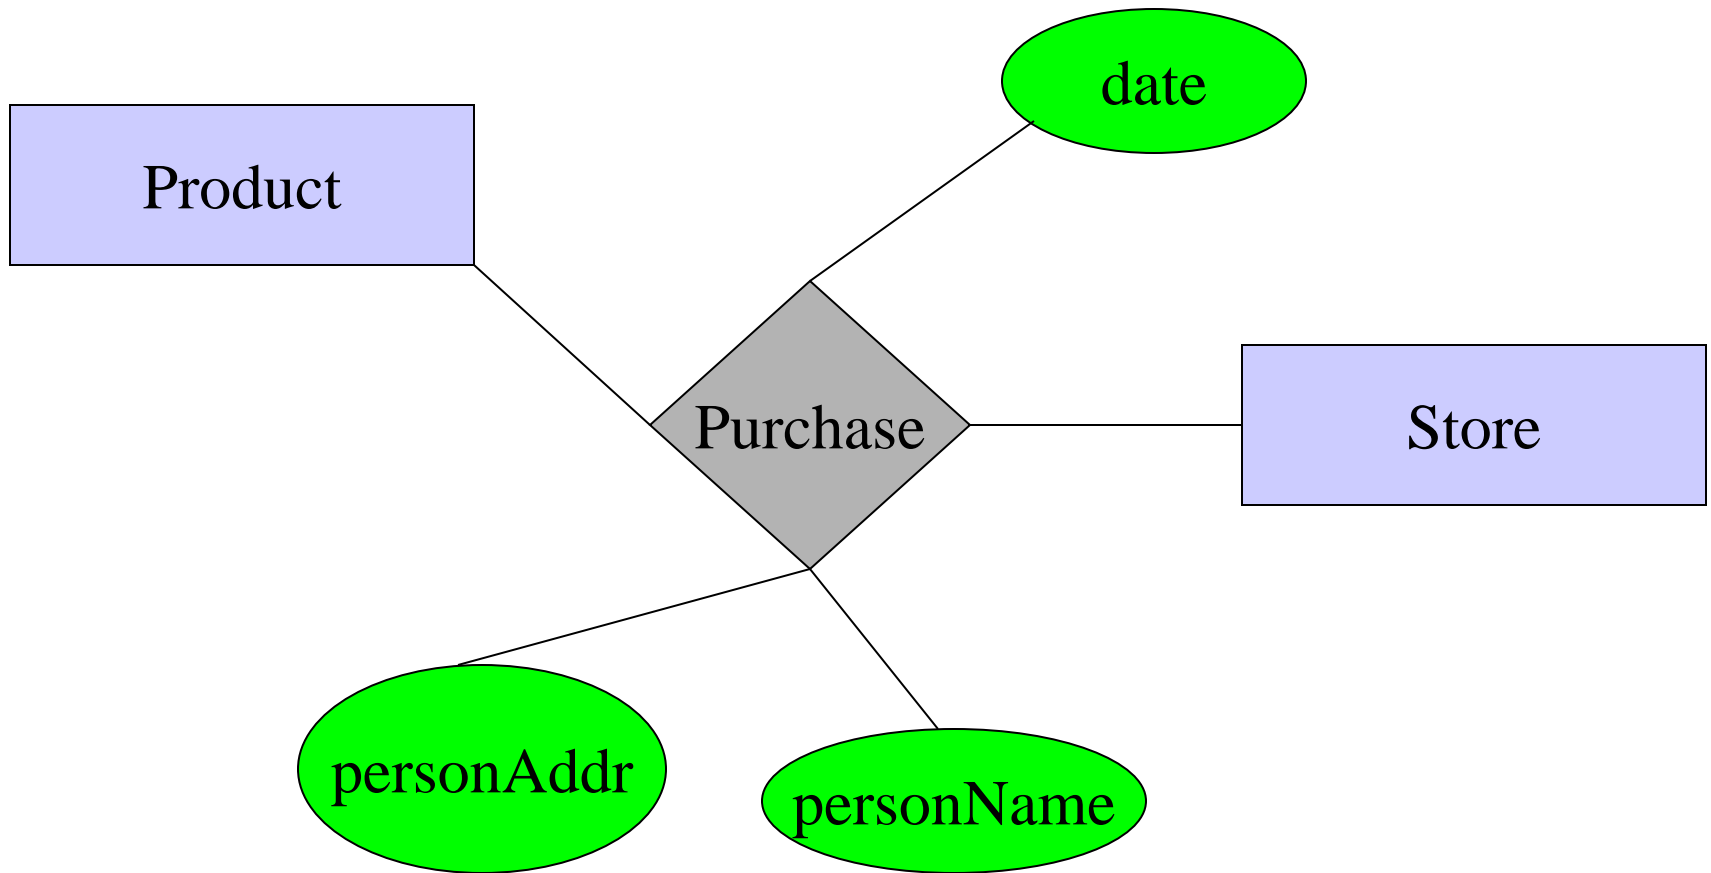 date
Product
Purchase
Store
personAddr
personName